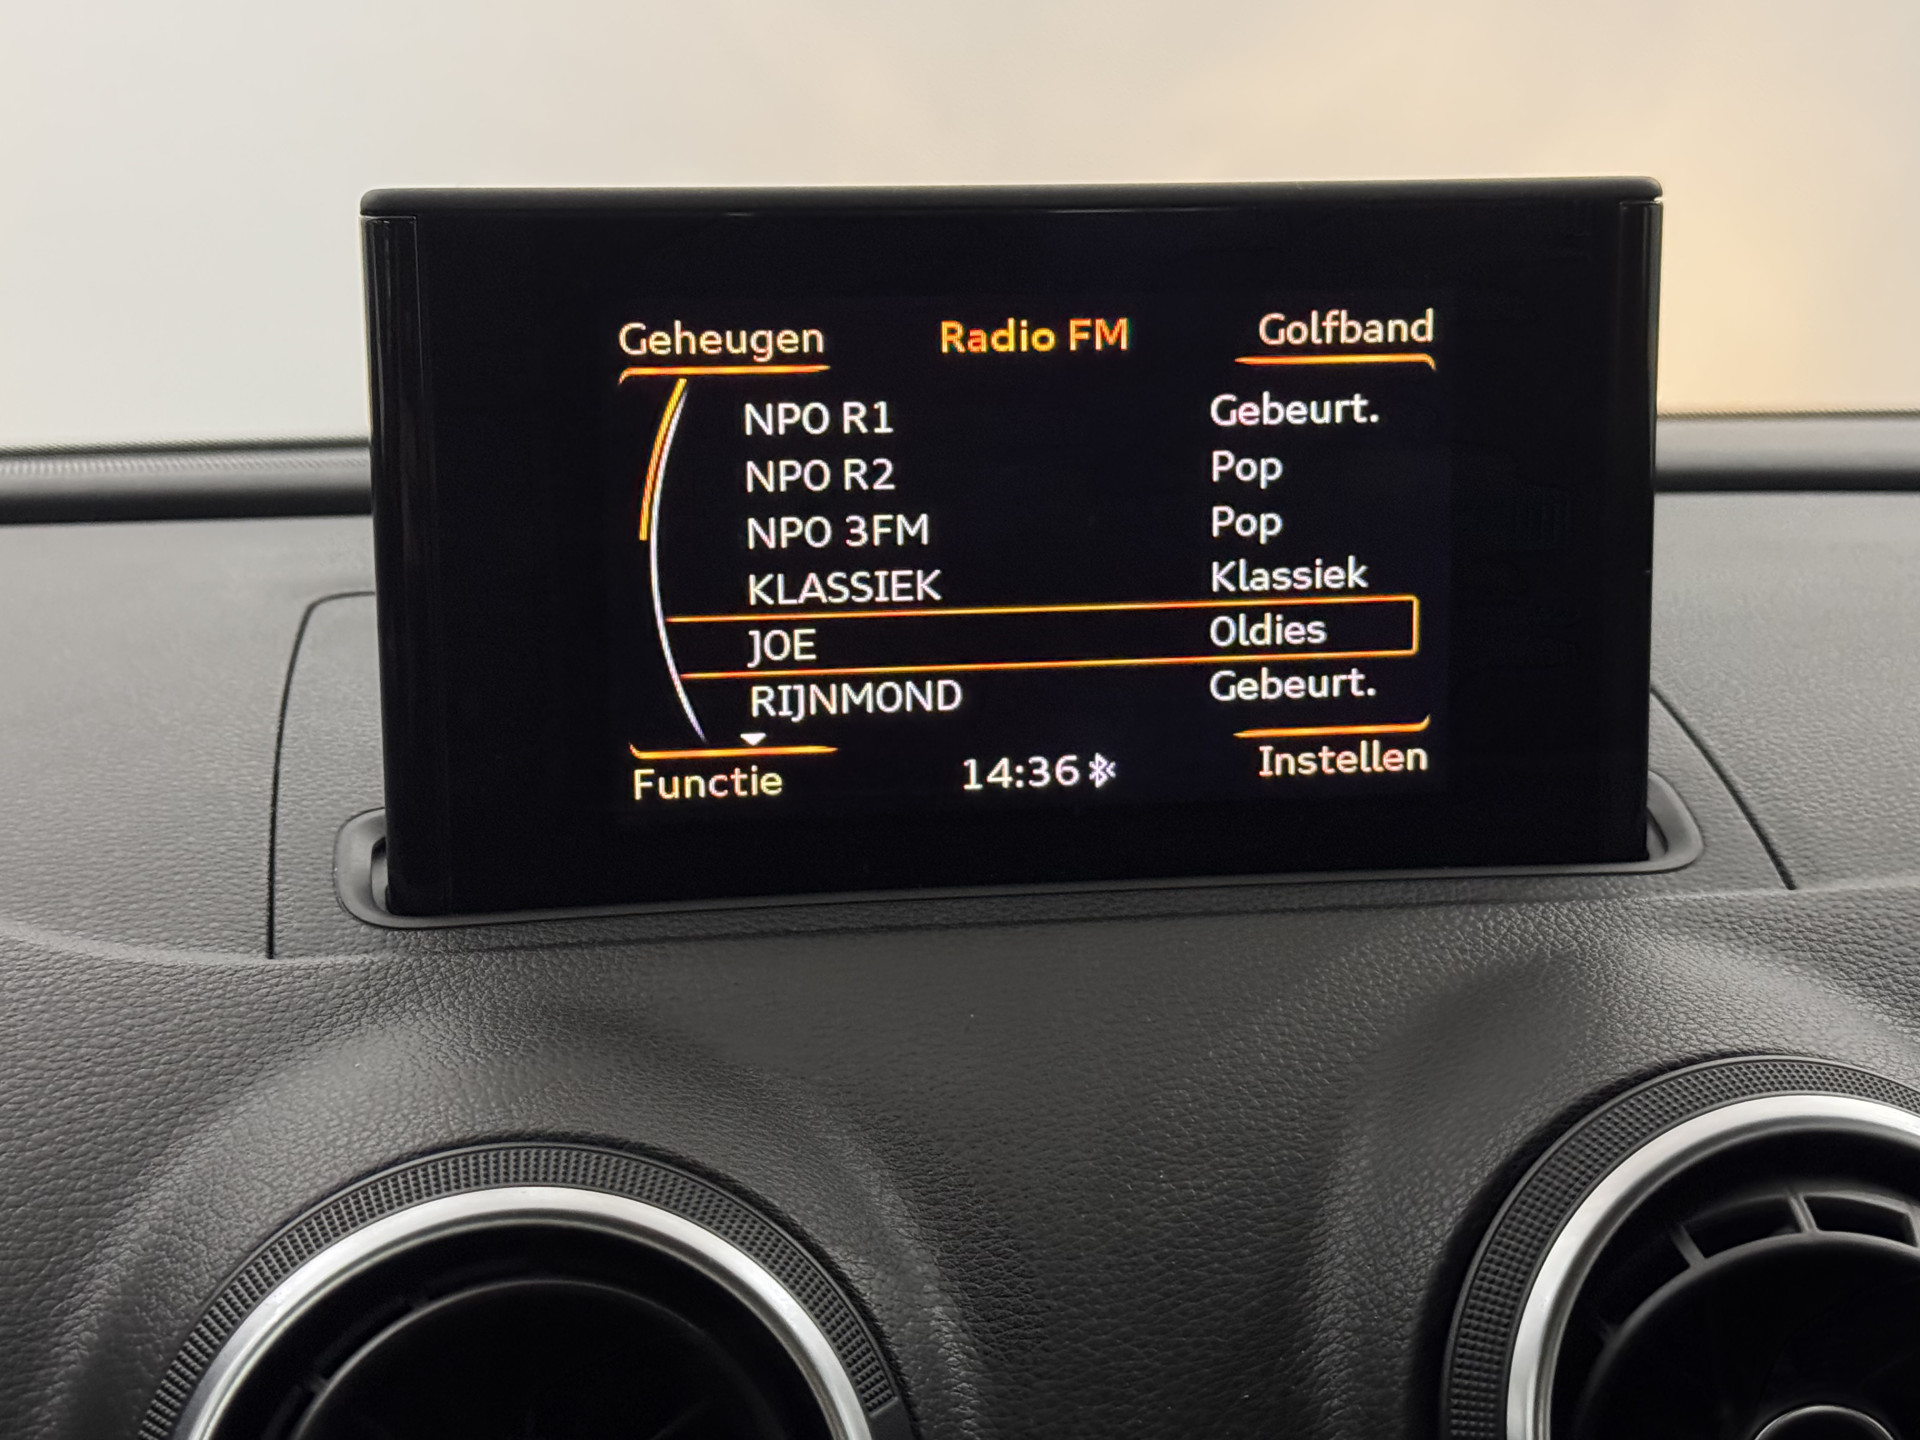 Geheugen Radio FM Golfband
NPO R1 Gebeurt.
NPO R2 Pop
NPO 3FM Pop
KLASSIEK Klassiek
JOE Oldies
RIJNMOND Gebeurt.
Functie 14:36 Instellen